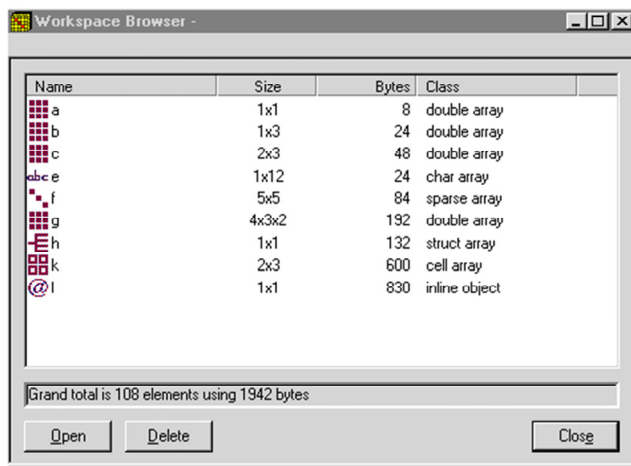 Workspace Browser -
Name Size Bytes Class
a 1x1 8 double array
b 1x3 24 double array
c 2x3 48 double array
abc e 1x12 24 char array
f 5x5 84 sparse array
g 4x3x2 192 double array
h 1x1 132 struct array
k 2x3 600 cell array
@ l 1x1 830 inline object
Grand total is 108 elements using 1942 bytes
Open Delete Close